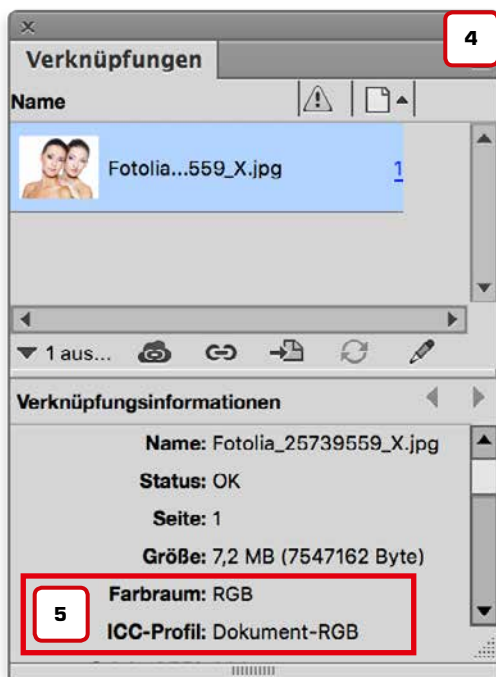 4
Verknüpfungen
Name
Fotolia...559_X.jpg 1
1 aus...
Verknüpfungsinformationen
Name: Fotolia_25739559_X.jpg
Status: OK
Seite: 1
Größe: 7,2 MB (7547162 Byte)
5
Farbraum: RGB
ICC-Profil: Dokument-RGB